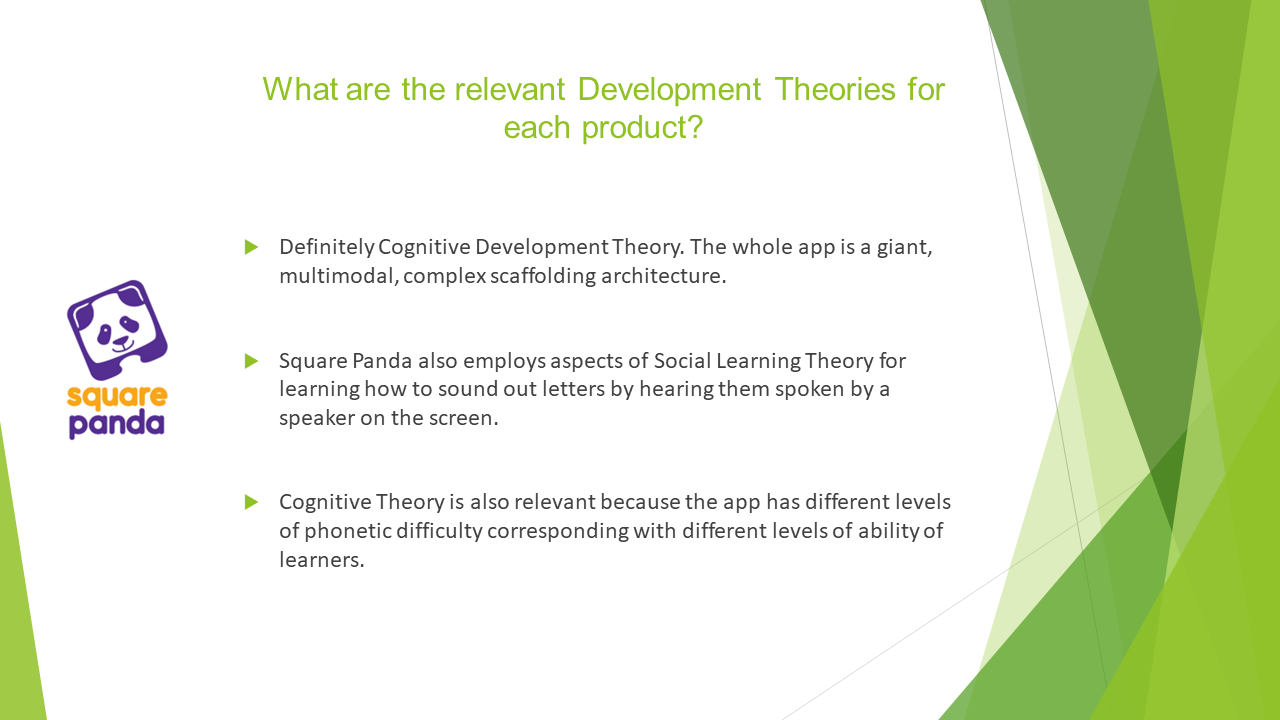 What are the relevant Development Theories for
each product?
Definitely Cognitive Development Theory. The whole app is a giant,
multimodal, complex scaffolding architecture.
square
panda
Square Panda also employs aspects of Social Learning Theory for
learning how to sound out letters by hearing them spoken by a
speaker on the screen.
Cognitive Theory is also relevant because the app has different levels
of phonetic difficulty corresponding with different levels of ability of
learners.